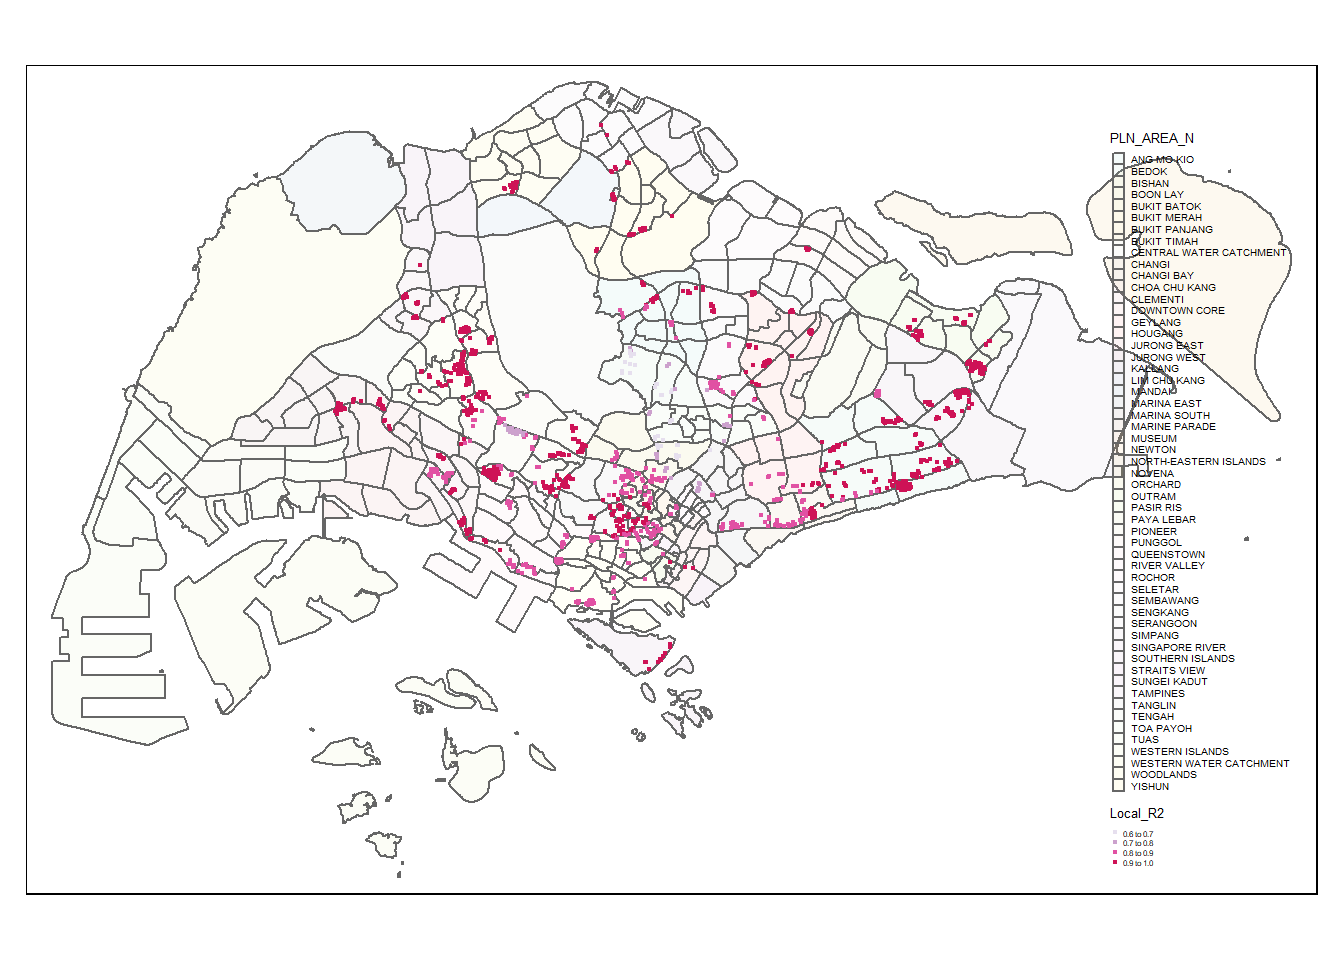 PLN_AREA_N
ANG MO KIO
BEDOK
BISHAN
BOON LAY
BUKIT BATOK
BUKIT MERAH
BUKIT PANJANG
BUKIT TIMAH
CENTRAL WATER CATCHMENT
CHANGI
CHANGI BAY
CHOA CHU KANG
CLEMENTI
DOWNTOWN CORE
GEYLANG
HOUGANG
JURONG EAST
JURONG WEST
KALLANG
LIM CHU KANG
MANDAI
MARINA EAST
MARINA SOUTH
MARINE PARADE
MUSEUM
NEWTON
NORTH-EASTERN ISLANDS
NOVENA
ORCHARD
OUTRAM
PASIR RIS
PAYA LEBAR
PIONEER
PUNGGOL
QUEENSTOWN
RIVER VALLEY
ROCHOR
SELETAR
SEMBAWANG
SENGKANG
SERANGOON
SIMPANG
SINGAPORE RIVER
SOUTHERN ISLANDS
STRAITS VIEW
SUNGEI KADUT
TAMPINES
TANGLIN
TENGAH
TOA PAYOH
TUAS
WESTERN ISLANDS
WESTERN WATER CATCHMENT
WOODLANDS
YISHUN
Local_R2
0.6 to 0.7
0.7 to 0.8
0.8 to 0.9
0.9 to 1.0